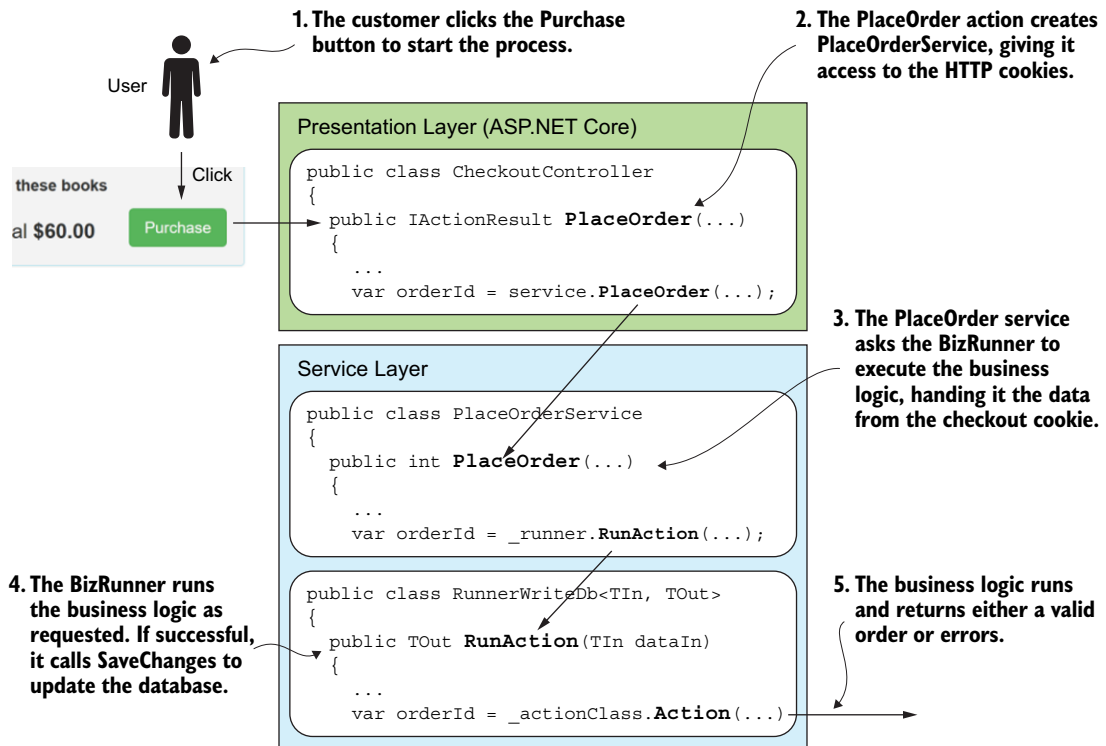 1. The customer clicks the Purchase
button to start the process.
2. The PlaceOrder action creates
PlaceOrderService, giving it
access to the HTTP cookies.
User
Click
these books
al $60.00
Purchase
Presentation Layer (ASP.NET Core)
public class CheckoutController
{
public IActionResult PlaceOrder(...)
{
...
var orderId = service.PlaceOrder(...);
3. The PlaceOrder service
asks the BizRunner to
execute the business
logic, handing it the data
from the checkout cookie.
Service Layer
public class PlaceOrderService
{
public int PlaceOrder(...)
{
...
var orderId = _runner.RunAction(...);
4. The BizRunner runs
the business logic as
requested. If successful,
it calls SaveChanges to
update the database.
public class RunnerWriteDb<TIn, TOut>
{
public TOut RunAction(TIn dataIn)
{
...
var orderId = _actionClass.Action(...)
5. The business logic runs
and returns either a valid
order or errors.